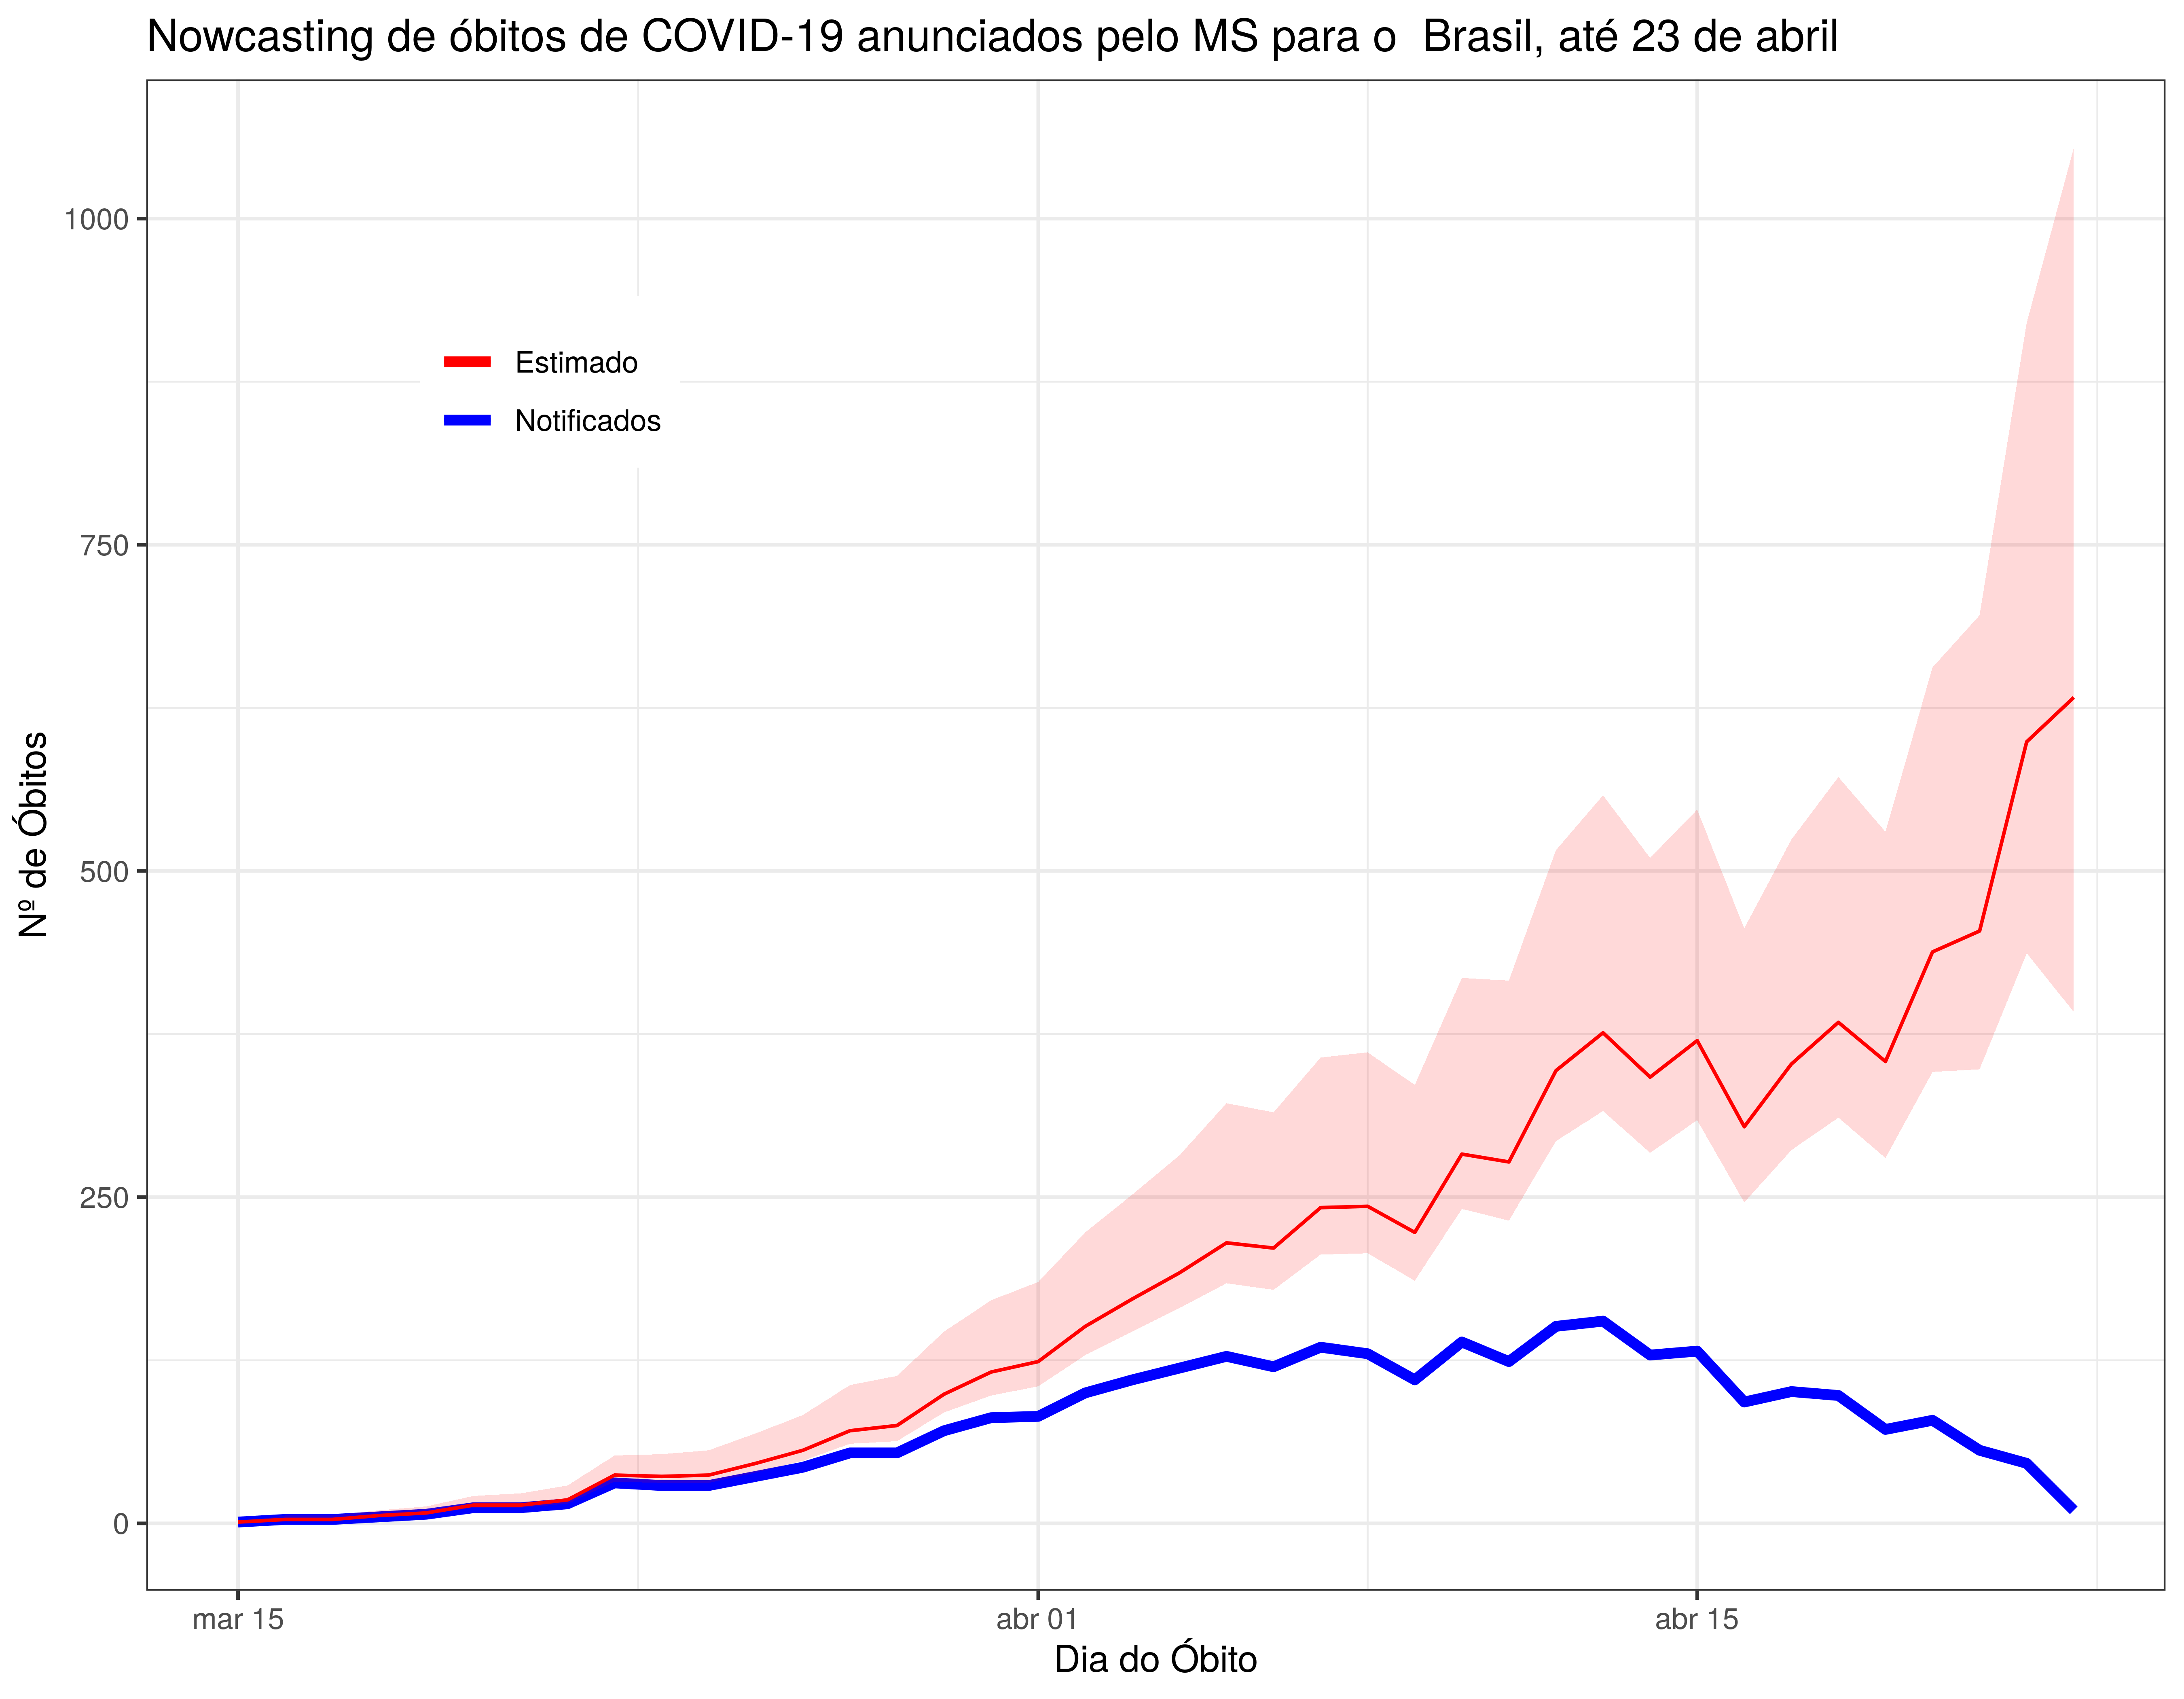 Nowcasting de óbitos de COVID-19 anunciados pelo MS para o  Brasil, até 23 de abril
Nº de Óbitos
1000
750
500
250
0
Estimado
Notificados
mar 15
abr 01
abr 15
Dia do Óbito